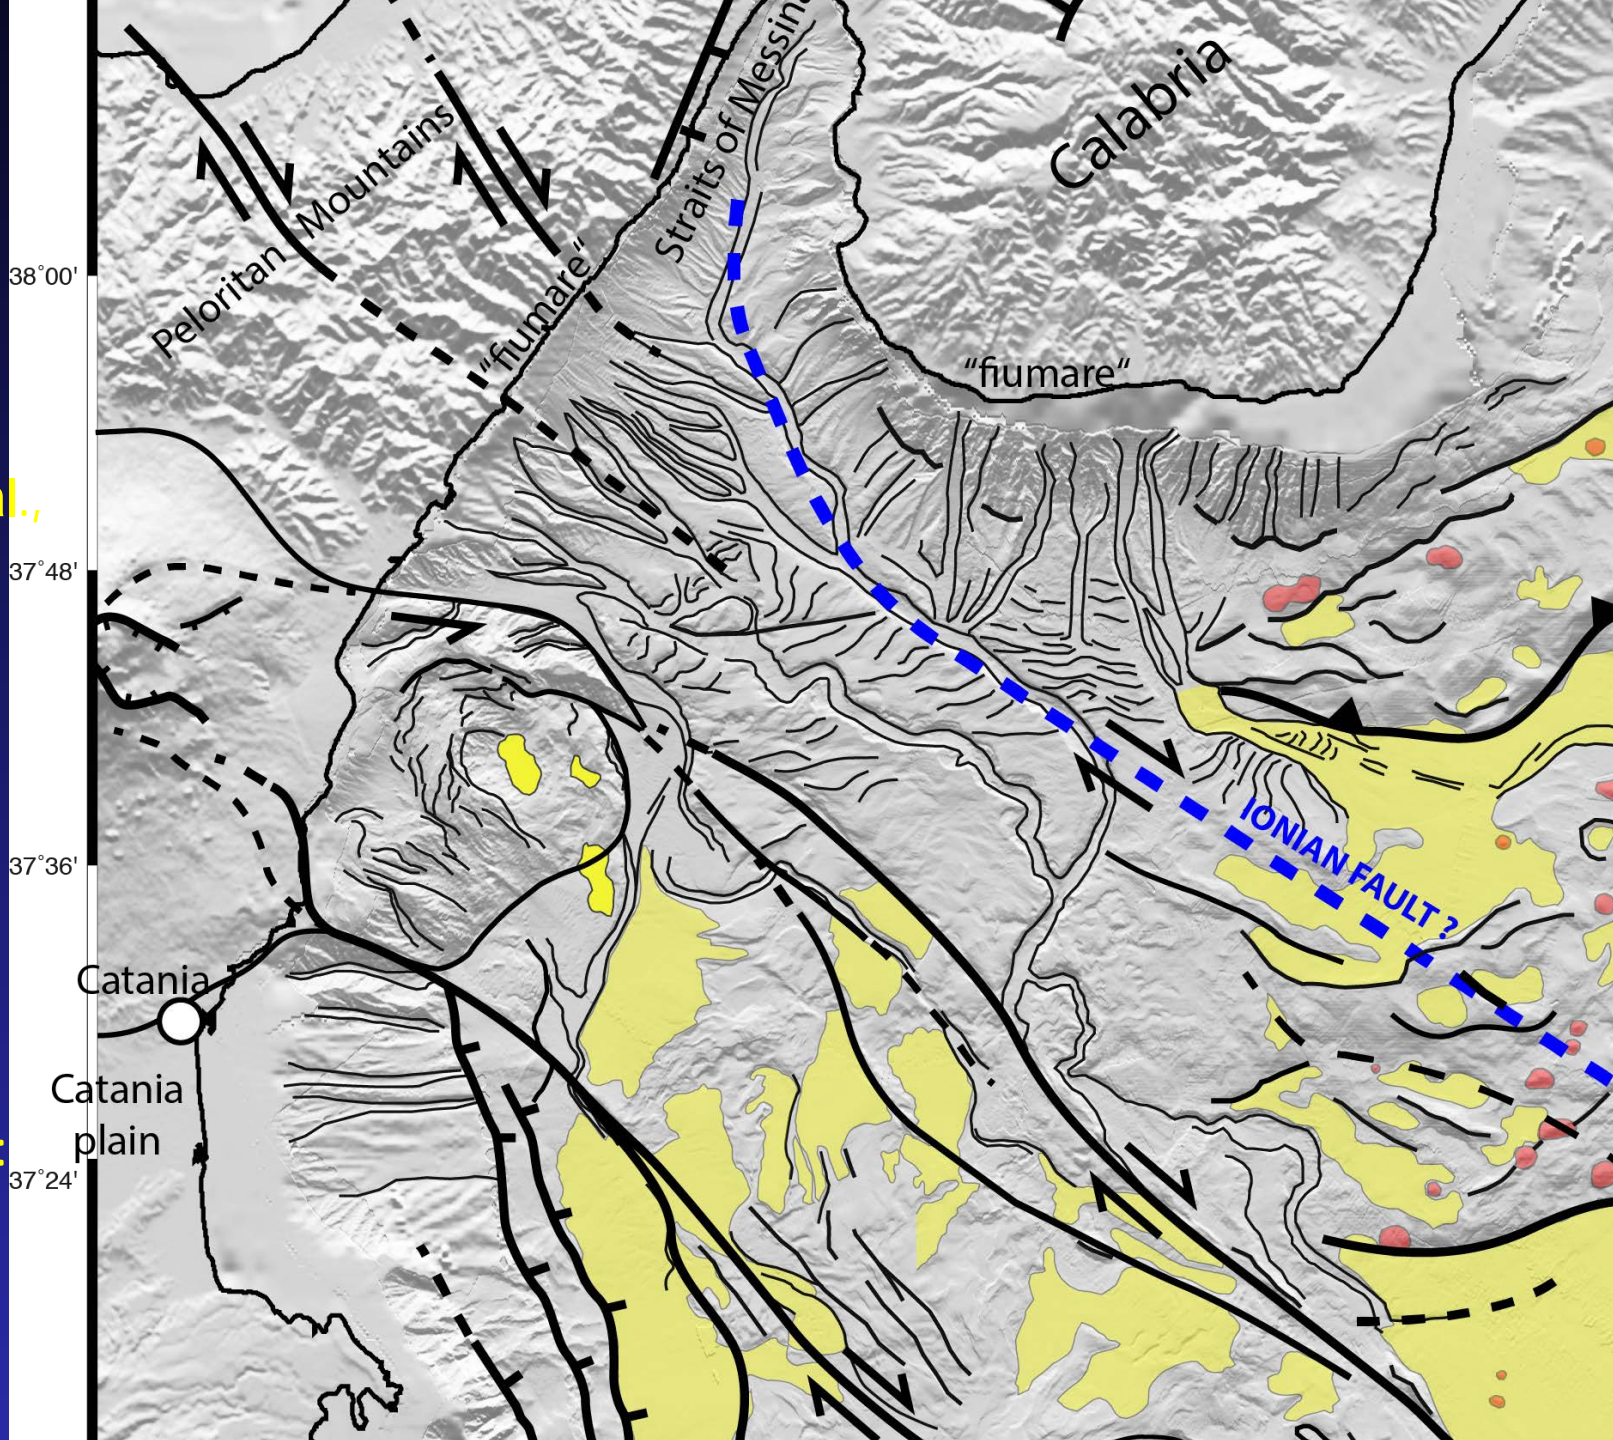 Straits of Messin
Calabria
Peloritan Mountains
38°00'
“fiumare“
“fiumare“
l.,
37°48'
IONIAN FAULT ?
37°36'
Catania
Catania
plain
37°24'